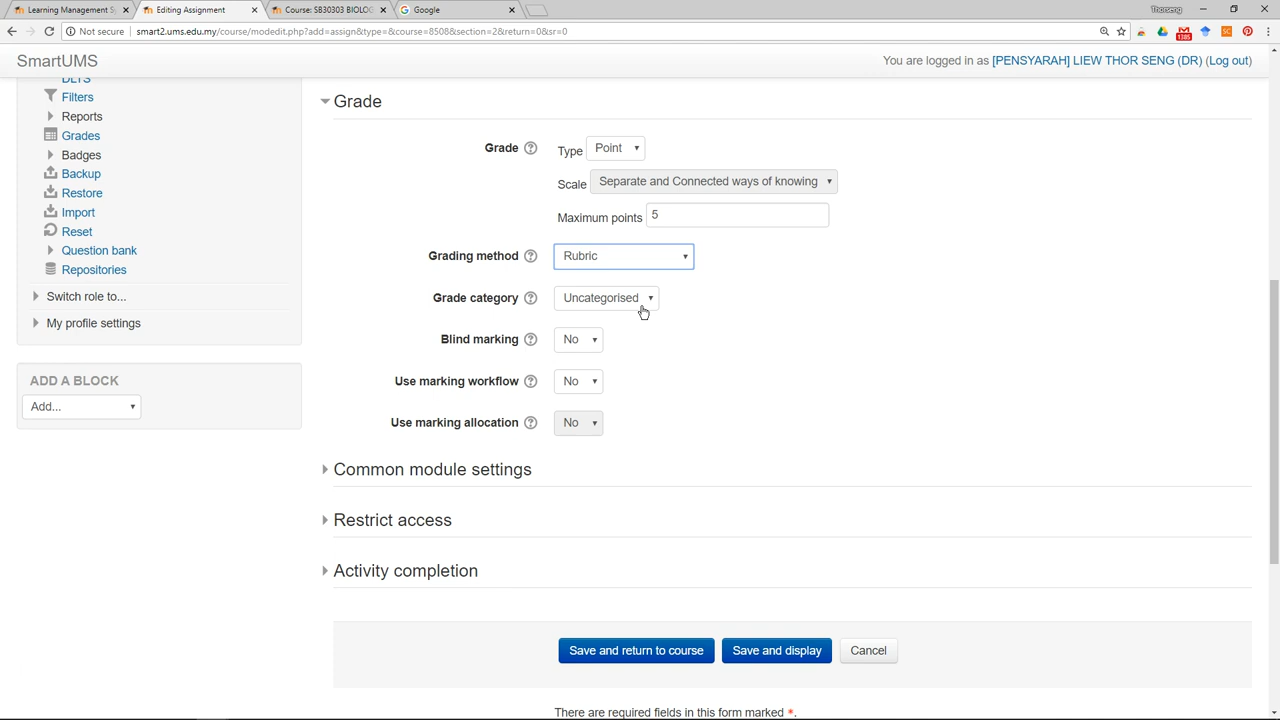 Learning Management S
Editing Assignment
Course: SB30303 BIOLOG
Google
Thorseng
Not secure
smart2.ums.edu.my/course/modedit.php?add=assign&type=&course=8508&section=2&return=0&sr=0
SmartUMS
You are logged in as [PENSYARAH] LIEW THOR SENG (DR) (Log out)
Filters
Reports
Grades
Badges
Backup
Restore
Import
Reset
Question bank
Repositories
Switch role to...
My profile settings
ADD A BLOCK
Add...
Grade
Grade
Type Point
Scale Separate and Connected ways of knowing
Maximum points 5
Grading method Rubric
Grade category Uncategorised
Blind marking No
Use marking workflow No
Use marking allocation No
Common module settings
Restrict access
Activity completion
Save and return to course
Save and display
Cancel
There are required fields in this form marked *.